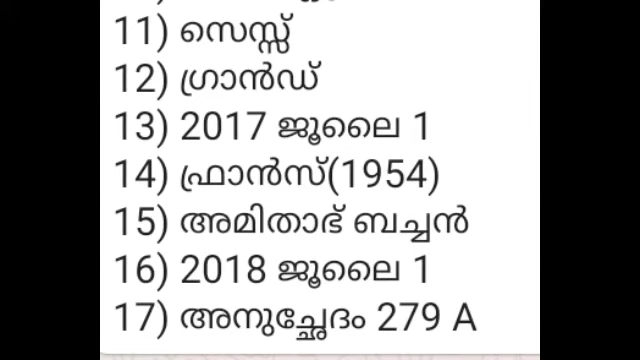 11) സെസ്സ്
12) ഗ്രാൻഡ്
13) 2017 ജൂലൈ 1
14) ഫ്രാൻസ്(1954)
15) അമിതാഭ് ബച്ചൻ
16) 2018 ജൂലൈ 1
17) അനുച്ഛേദം 279 A